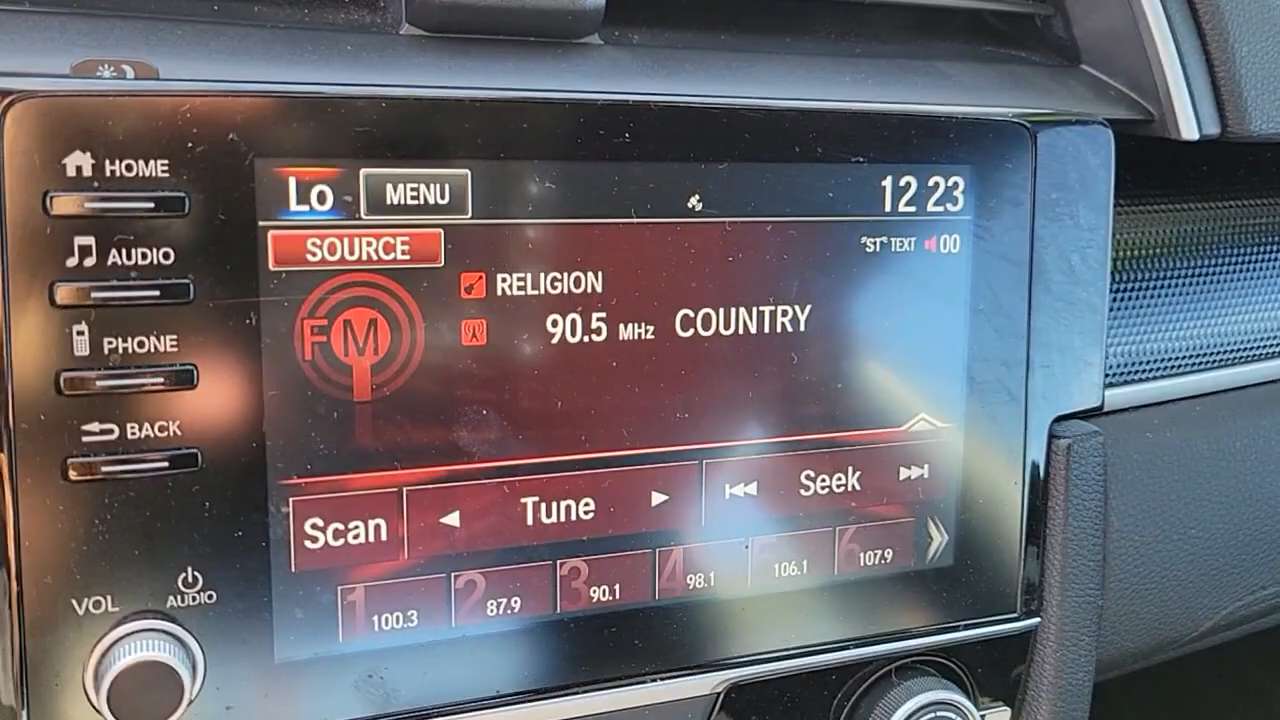 HOME
AUDIO
PHONE
BACK
VOL
AUDIO
Lo MENU 12 23
SOURCE "ST" TEXT 00
FM
RELIGION
90.5 MHz COUNTRY
Scan Tune Seek
1 100.3
2 87.9
3 90.1
4 98.1
5 106.1
6 107.9